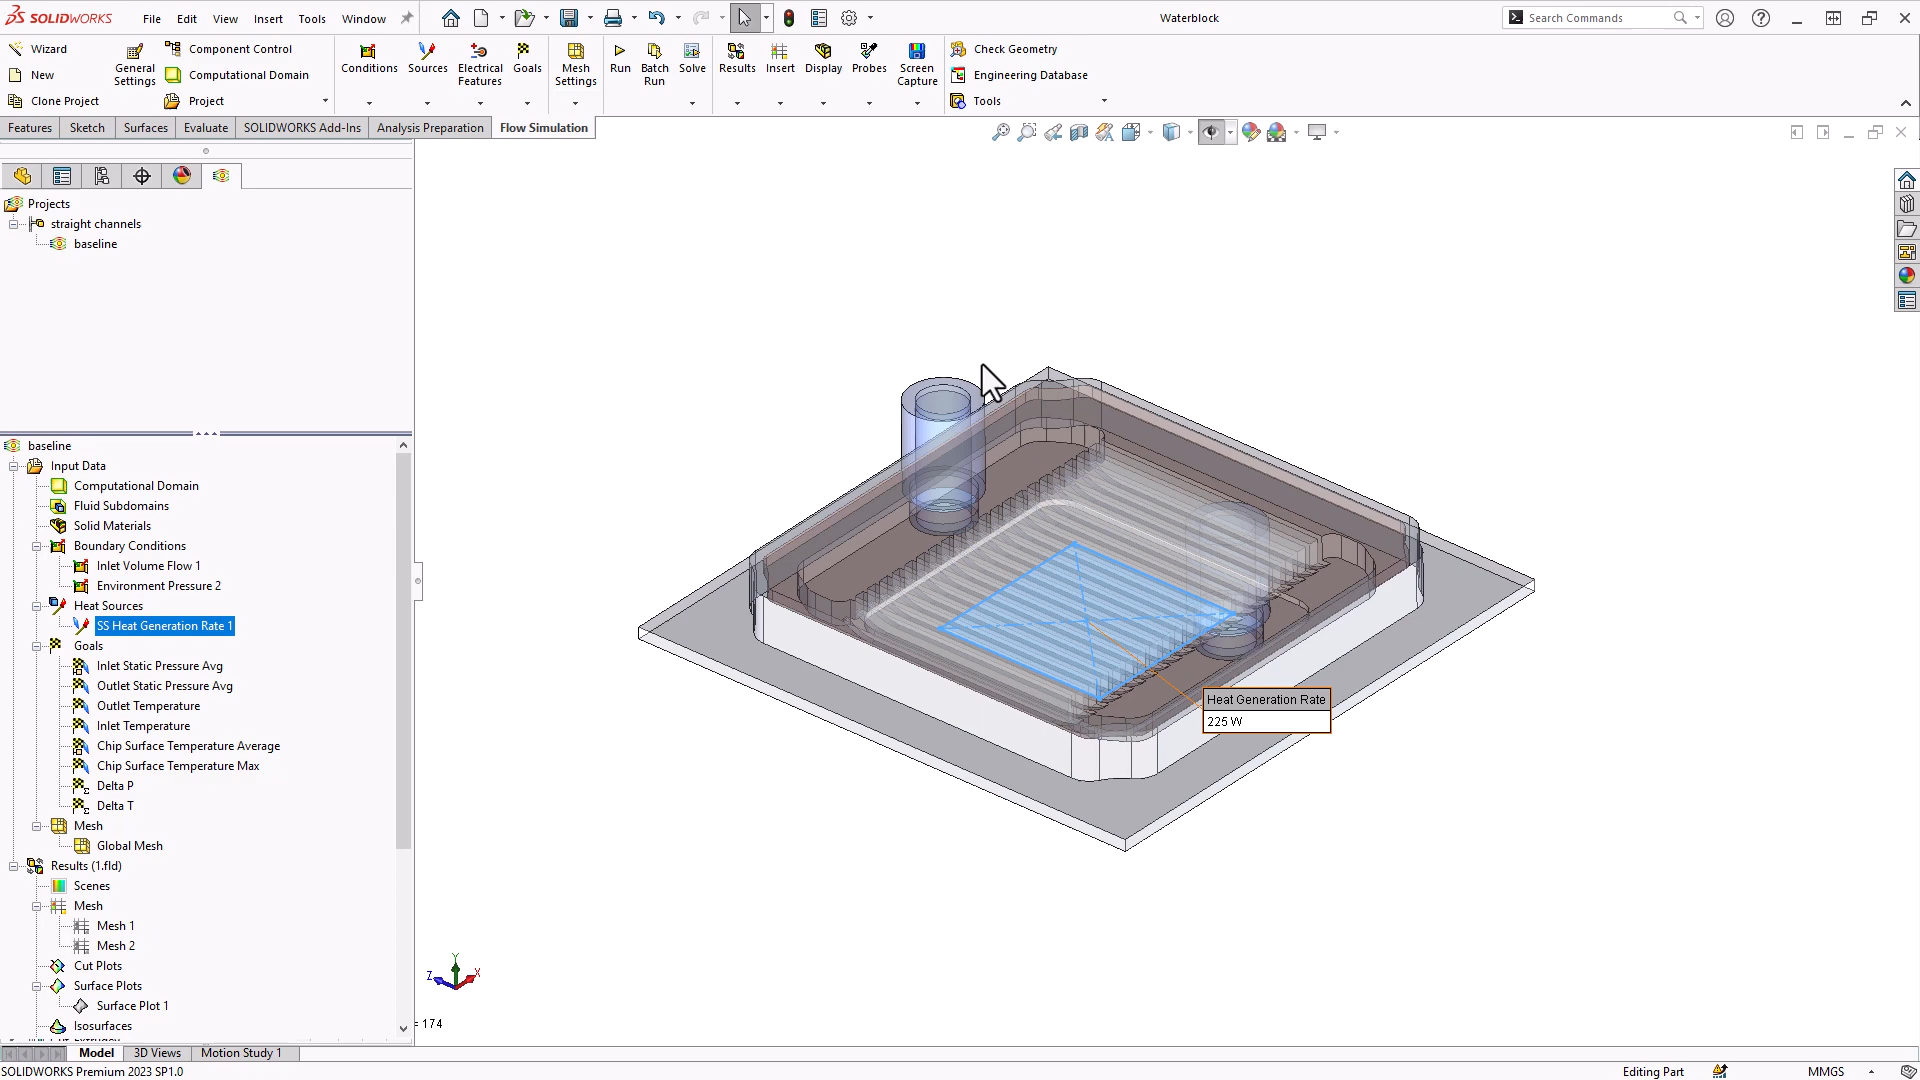 SOLIDWORKS
File Edit View Insert Tools Window
Waterblock
Search Commands
Wizard
New
Clone Project
General Settings
Component Control
Computational Domain
Project
Conditions
Sources
Electrical Features
Goals
Mesh Settings
Run
Batch Run
Solve
Results
Insert
Display
Probes
Screen Capture
Check Geometry
Engineering Database
Tools
Features Sketch Surfaces Evaluate SOLIDWORKS Add-Ins Analysis Preparation Flow Simulation
Projects
straight channels
baseline
baseline
Input Data
Computational Domain
Fluid Subdomains
Solid Materials
Boundary Conditions
Inlet Volume Flow 1
Environment Pressure 2
Heat Sources
SS Heat Generation Rate 1
Goals
Inlet Static Pressure Avg
Outlet Static Pressure Avg
Outlet Temperature
Inlet Temperature
Chip Surface Temperature Average
Chip Surface Temperature Max
Delta P
Delta T
Mesh
Global Mesh
Results (1.fld)
Scenes
Mesh
Mesh 1
Mesh 2
Cut Plots
Surface Plots
Surface Plot 1
Isosurfaces
Heat Generation Rate
225 W
Y
Z
X
= 174
Model 3D Views Motion Study 1
SOLIDWORKS Premium 2023 SP1.0
Editing Part
MMGS